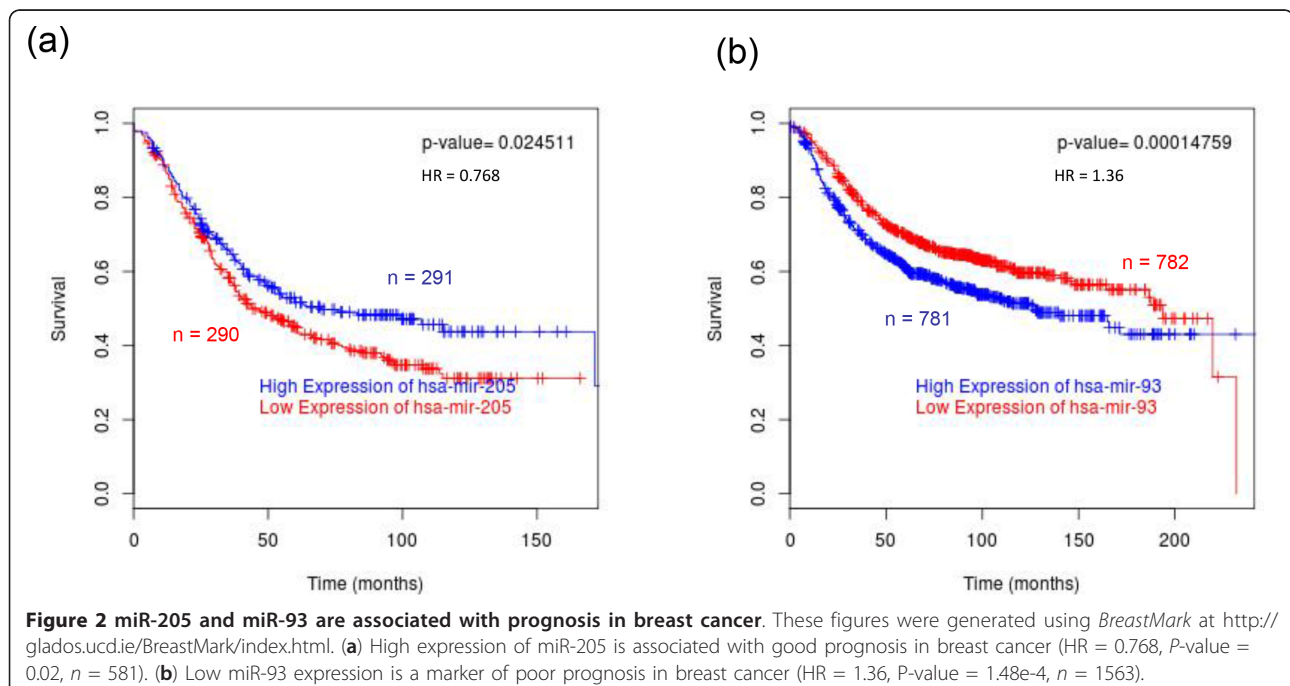 (a)
(b)
p-value= 0.024511
HR = 0.768
n = 291
n = 290
High Expression of hsa-mir-205
Low Expression of hsa-mir-205
Survival
0.0
0.2
0.4
0.6
0.8
1.0
0
50
100
150
Time (months)
p-value= 0.00014759
HR = 1.36
n = 782
n = 781
High Expression of hsa-mir-93
Low Expression of hsa-mir-93
Survival
0.0
0.2
0.4
0.6
0.8
1.0
0
50
100
150
200
Time (months)
Figure 2 miR-205 and miR-93 are associated with prognosis in breast cancer. These figures were generated using BreastMark at http://
glados.ucd.ie/BreastMark/index.html. (a) High expression of miR-205 is associated with good prognosis in breast cancer (HR = 0.768, P-value =
0.02, n = 581). (b) Low miR-93 expression is a marker of poor prognosis in breast cancer (HR = 1.36, P-value = 1.48e-4, n = 1563).